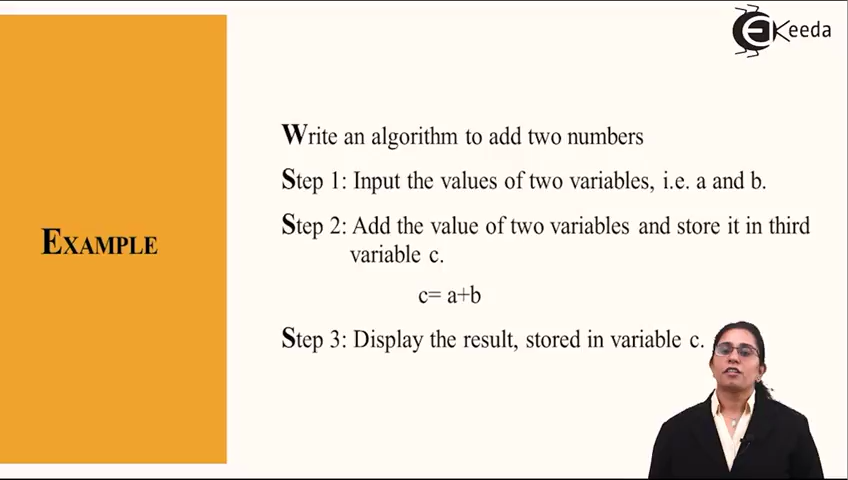 EKeeda
Write an algorithm to add two numbers
Step 1: Input the values of two variables, i.e. a and b.
Step 2: Add the value of two variables and store it in third
variable c.
c= a+b
Step 3: Display the result, stored in variable c.
EXAMPLE